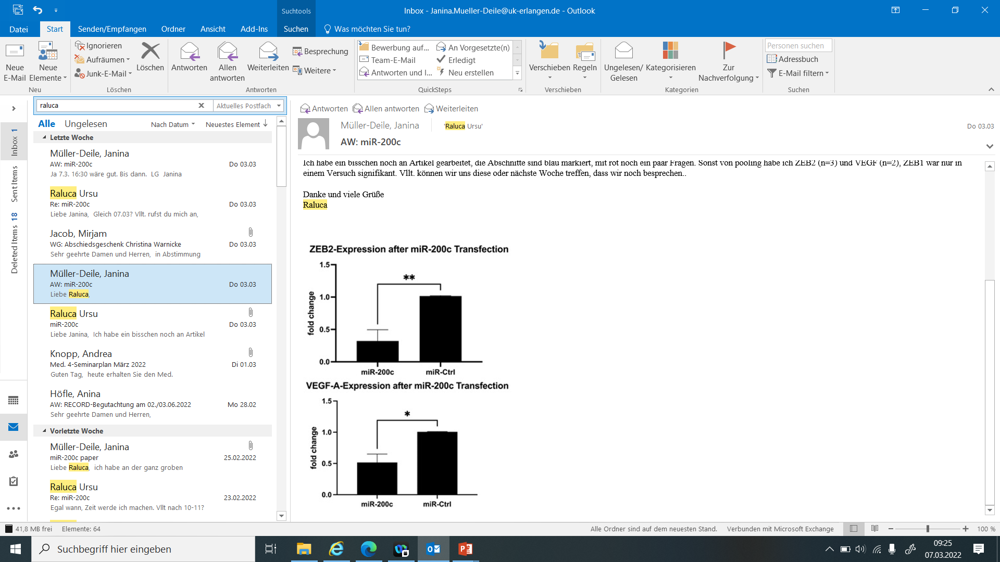 Suchtools
Inbox - Janina.Mueller-Deile@uk-erlangen.de - Outlook
Datei
Start
Senden/Empfangen
Ordner
Ansicht
Add-Ins
Suchen
Was möchten Sie tun?
Neue E-Mail
Neue Elemente
Neu
Ignorieren
Aufräumen
Junk-E-Mail
Löschen
Löschen
Antworten
Allen antworten
Weiterleiten
Besprechung
Weitere
Antworten
Bewerbung auf...
Team-E-Mail
Antworten und l...
An Vorgesetzte(n)
Erledigt
Neu erstellen
QuickSteps
Verschieben
Regeln
Verschieben
Ungelesen/ Gelesen
Kategorisieren
Zur Nachverfolgung
Kategorien
Personen suchen
Adressbuch
E-Mail filtern
Suchen
raluca
Aktuelles Postfach
Alle
Ungelesen
Nach Datum
Neuestes Element
Inbox 1
Sent Items
Deleted Items 18
Letzte Woche
Müller-Deile, Janina
AW: miR-200c Do 03.03
Ja 7.3. 16:30 wäre gut. Bis dann. LG Janina
Raluca Ursu
Re: miR-200c Do 03.03
Liebe Janina, Gleich 07.03? Vllt. rufst du mich an,
Jacob, Mirjam
WG: Abschiedsgeschenk Christina Warnicke Do 03.03
Sehr geehrte Damen und Herren, in Abstimmung
Müller-Deile, Janina
AW: miR-200c Do 03.03
Liebe Raluca,
Raluca Ursu
miR-200c Do 03.03
Liebe Janina, Ich habe ein bisschen noch an Artikel
Knopp, Andrea
Med. 4-Seminarplan März 2022 Di 01.03
Guten Tag, heute erhalten Sie den Med.
Höfle, Anina
AW: RECORD-Begutachtung am 02./03.06.2022 Mo 28.02
Sehr geehrte Damen und Herren,
Vorletzte Woche
Müller-Deile, Janina
miR-200c paper 25.02.2022
Liebe Raluca, ich habe an der ganz groben
Raluca Ursu
Re: miR-200c 23.02.2022
Egal wann, Zeit werde ich machen. Vllt nach 10-11?
Antworten Allen antworten Weiterleiten
Müller-Deile, Janina
'Raluca Ursu'
Do 03.03
AW: miR-200c
Ich habe ein bisschen noch an Artikel gearbeitet, die Abschnitte sind blau markiert, mit rot noch ein paar Fragen. Sonst von pooling habe ich ZEB2 (n=3) und VEGF (n=2), ZEB1 war nur in
einem Versuch signifikant. Vllt. können wir uns diese oder nächste Woche treffen, dass wir noch besprechen..
Danke und viele Grüße
Raluca
ZEB2-Expression after miR-200c Transfection
1.5
**
1.0
fold change
0.5
0.0
miR-200c miR-Ctrl
VEGF-A-Expression after miR-200c Transfection
1.5
*
1.0
fold change
0.5
0.0
miR-200c miR-Ctrl
41,8 MB frei Elemente: 64
Alle Ordner sind auf dem neuesten Stand. Verbunden mit Microsoft Exchange
100 %
Suchbegriff hier eingeben
09:25
07.03.2022